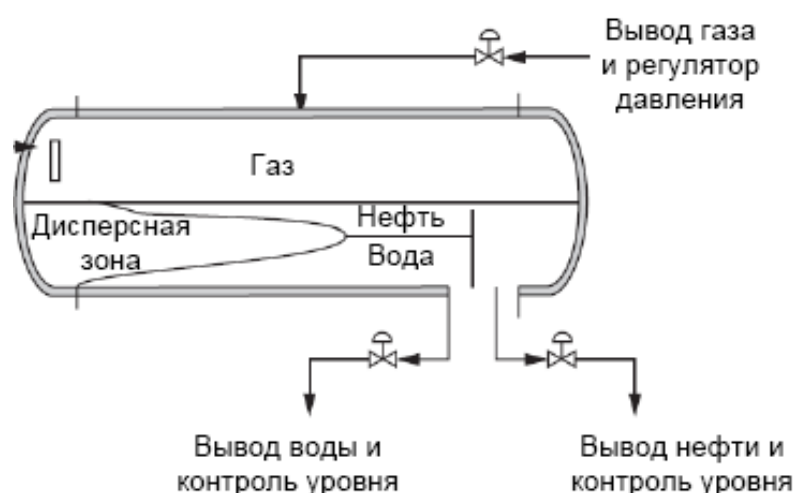 Вывод газа
и регулятор
давления
Газ
Дисперсная
зона
Нефть
Вода
Вывод воды и
контроль уровня
Вывод нефти и
контроль уровня